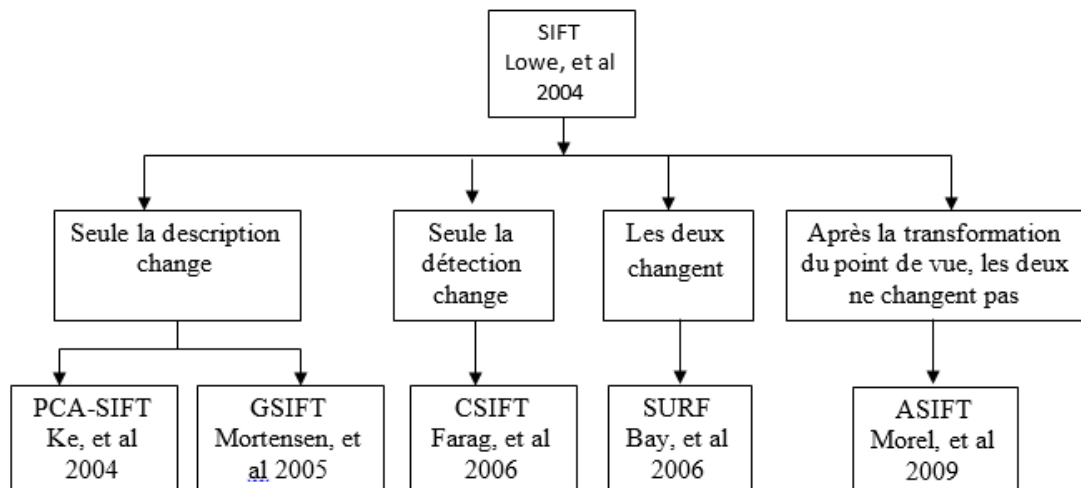 SIFT
Lowe, et al
2004
Seule la description
change
Seule la
détection
change
Les deux
changent
Après la transformation
du point de vue, les deux
ne changent pas
PCA-SIFT
Ke, et al
2004
GSIFT
Mortensen, et
al 2005
CSIFT
Farag, et al
2006
SURF
Bay, et al
2006
ASIFT
Morel, et al
2009